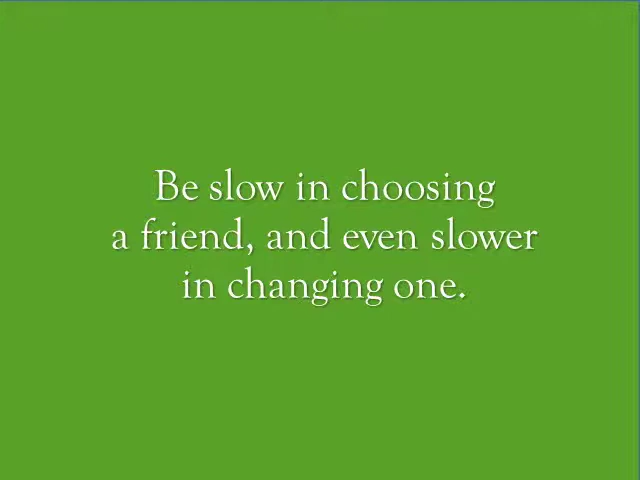 Be slow in choosing
a friend, and even slower
in changing one.